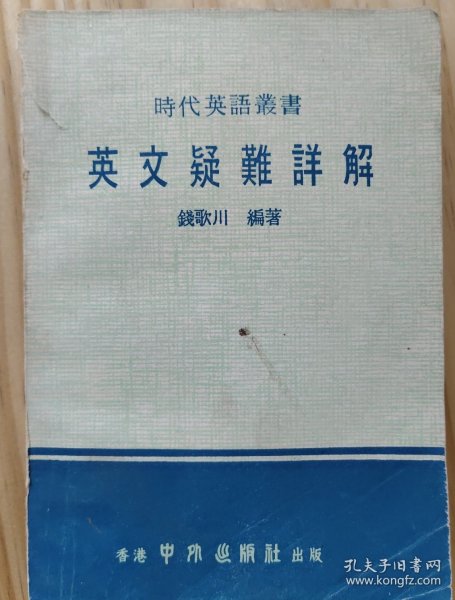 時代英語叢書
英文疑難詳解
錢歌川 編著
香港 中外出版社 出版
孔夫子旧书网
www.kongfz.com